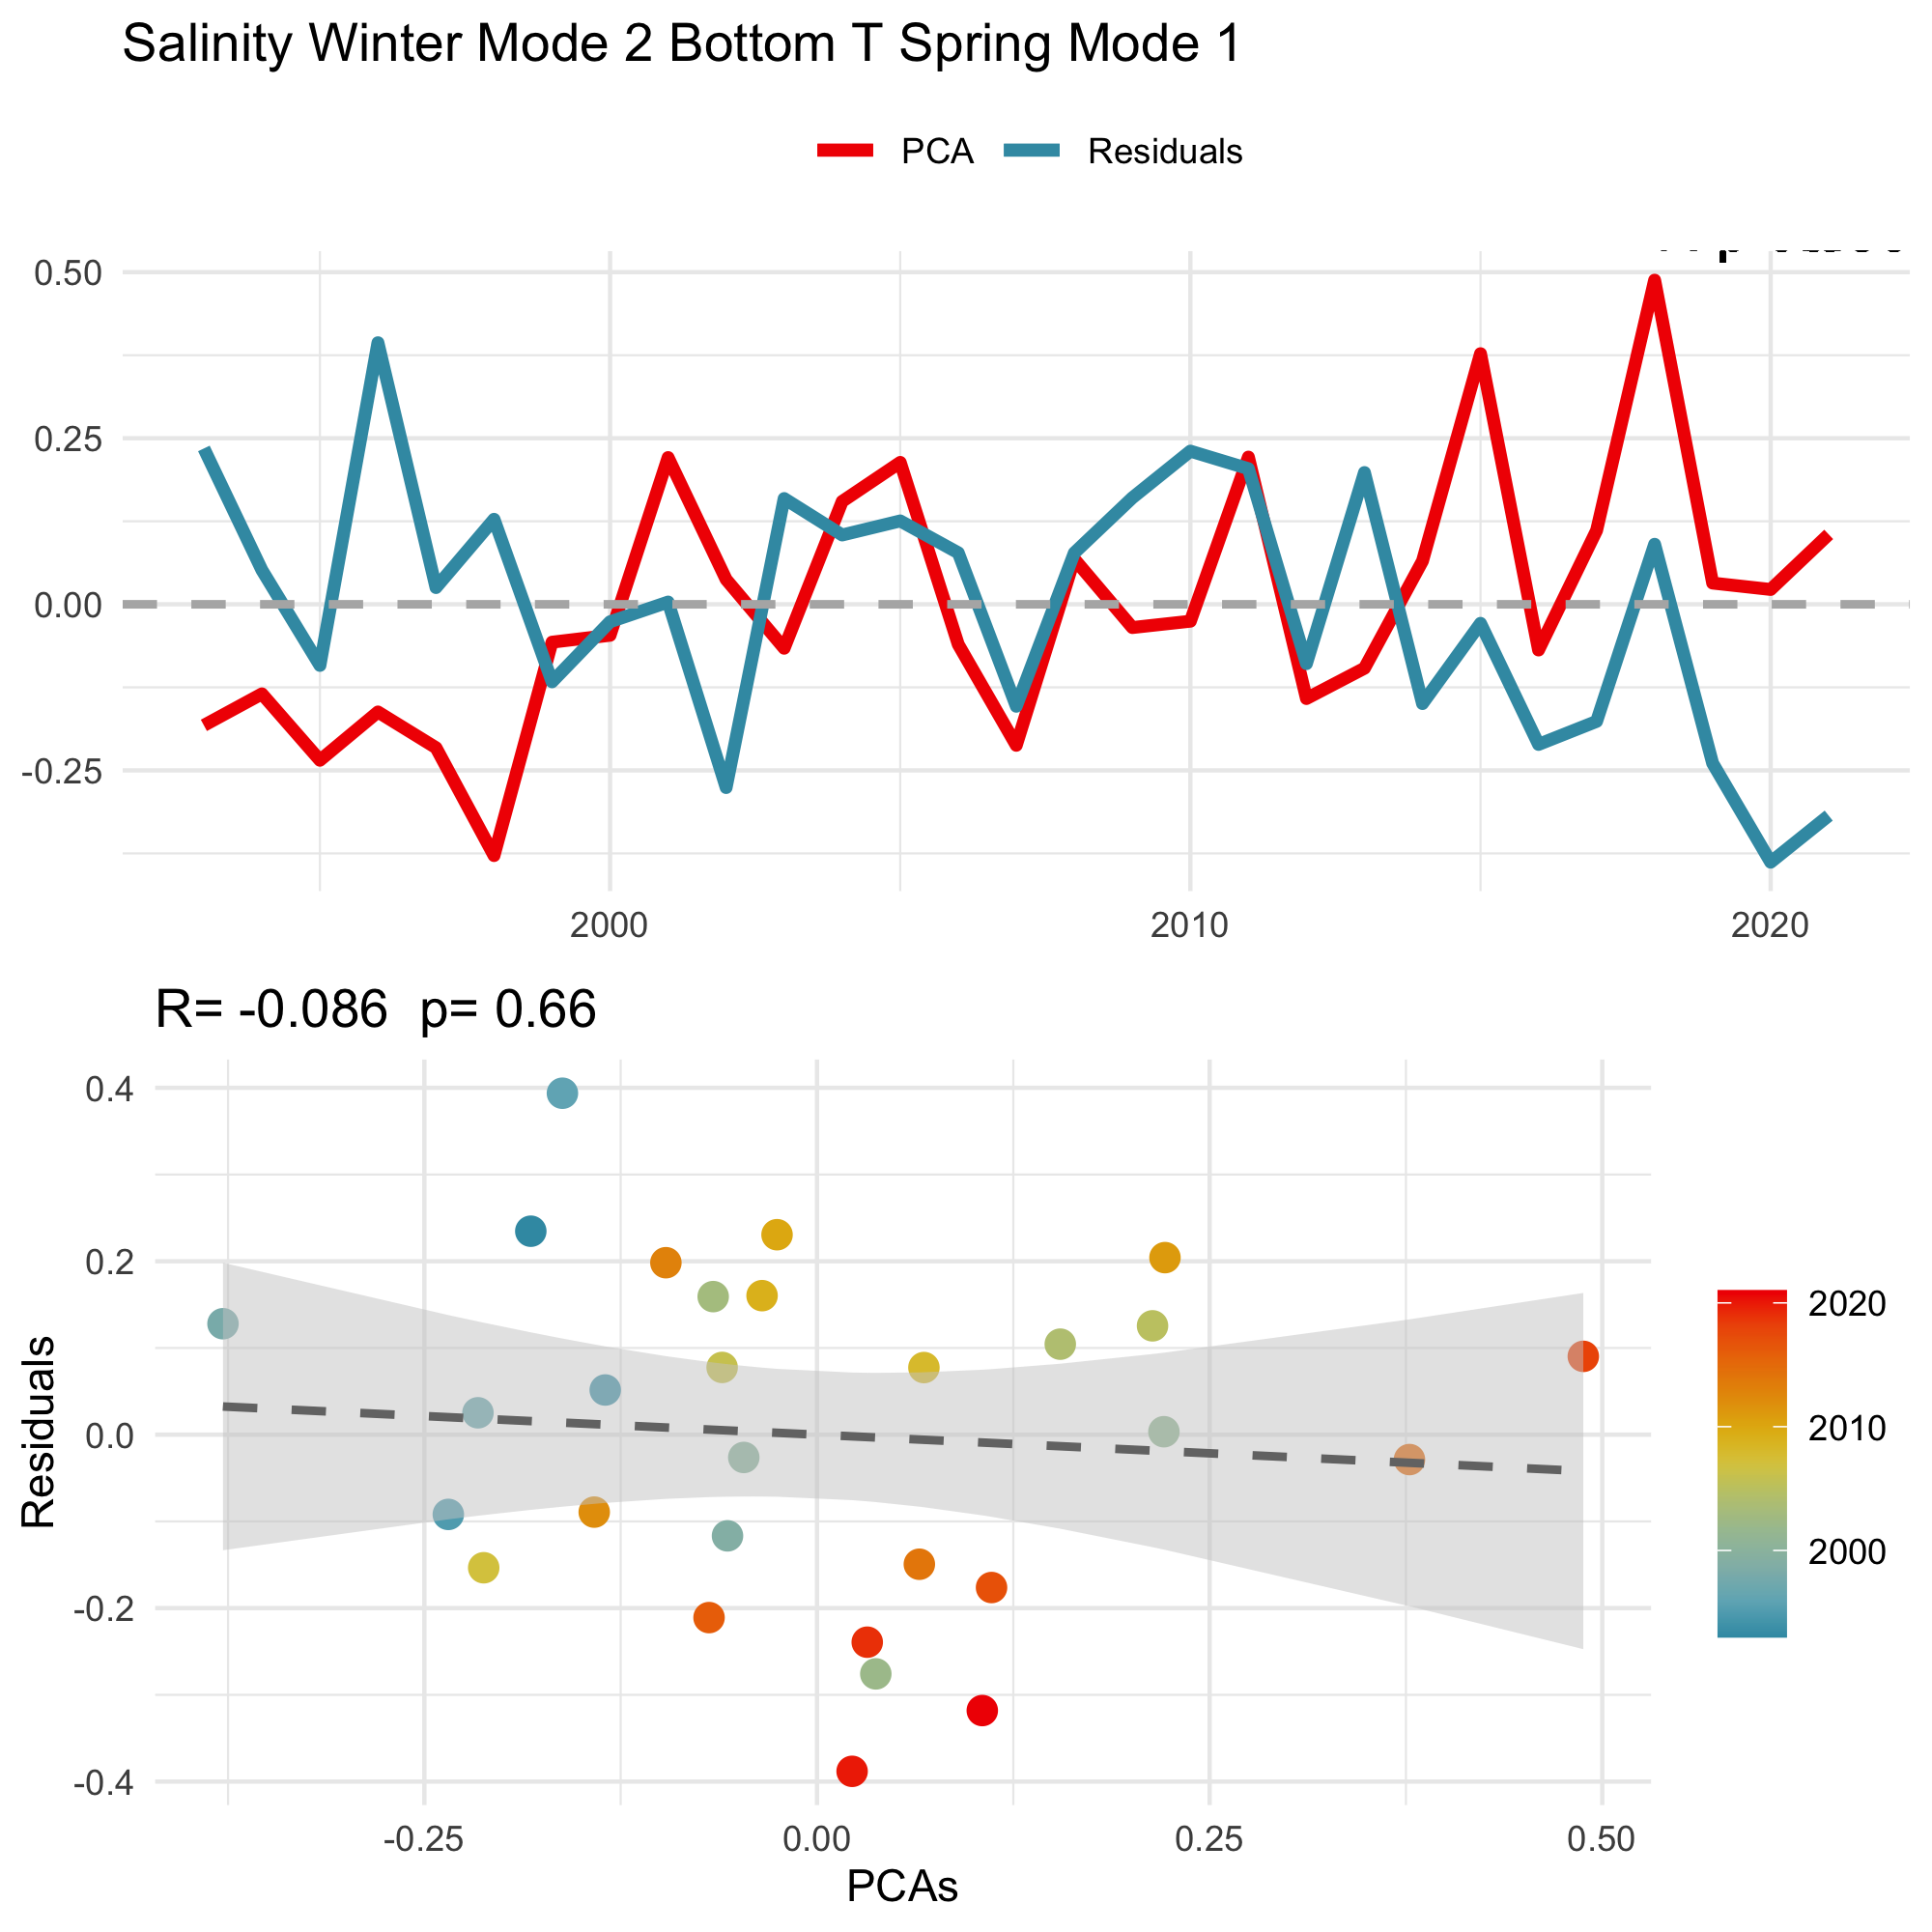 Salinity Winter Mode 2 Bottom T Spring Mode 1
PCA Residuals
0.50
0.25
0.00
-0.25
2000 2010 2020
R= -0.086 p= 0.66
Residuals
0.4
0.2
0.0
-0.2
-0.4
-0.25 0.00 0.25 0.50
PCAs
2020
2010
2000